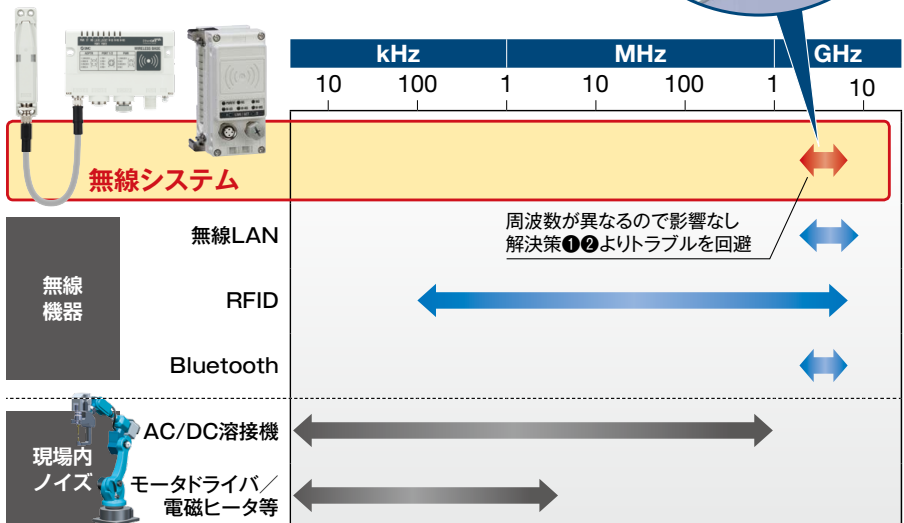 kHz MHz GHz
10 100 1 10 100 1 10
無線システム
周波数が異なるので影響なし
解決策❶❷よりトラブルを回避
無線
機器
無線LAN
RFID
Bluetooth
現場内
ノイズ
AC/DC溶接機
モータドライバ／
電磁ヒータ等